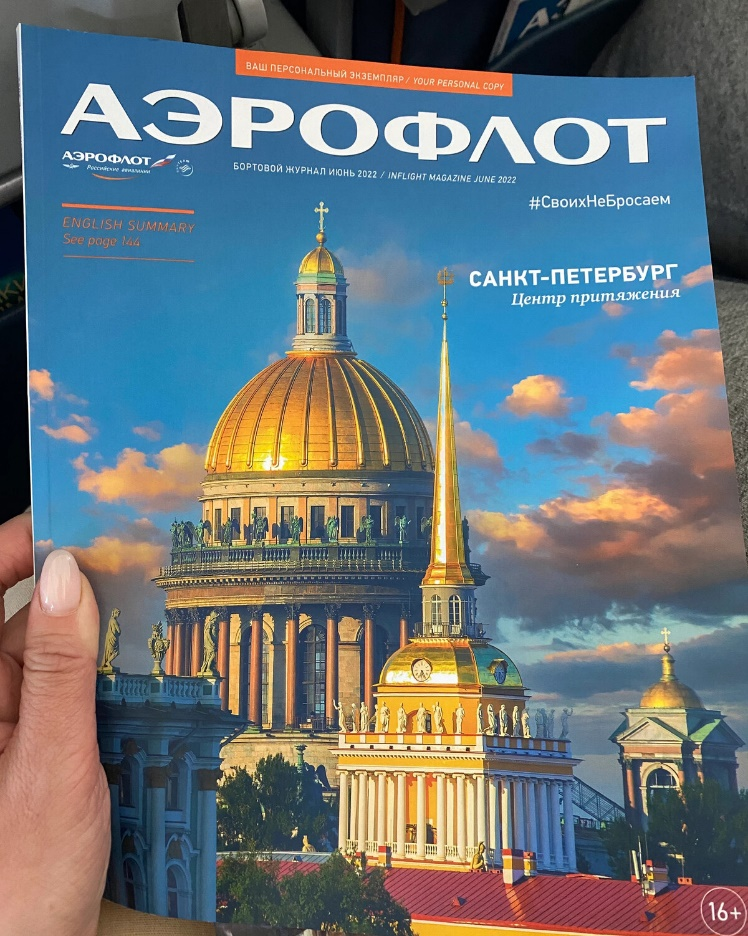 ВАШ ПЕРСОНАЛЬНЫЙ ЭКЗЕМПЛЯР / YOUR PERSONAL COPY
АЭРОФЛОТ
АЭРОФЛОТ
Российские авиалинии
БОРТОВОЙ ЖУРНАЛ ИЮНЬ 2022 / INFLIGHT MAGAZINE JUNE 2022
#СвоихНеБросаем
ENGLISH SUMMARY
See page 144
САНКТ-ПЕТЕРБУРГ
Центр притяжения
16+